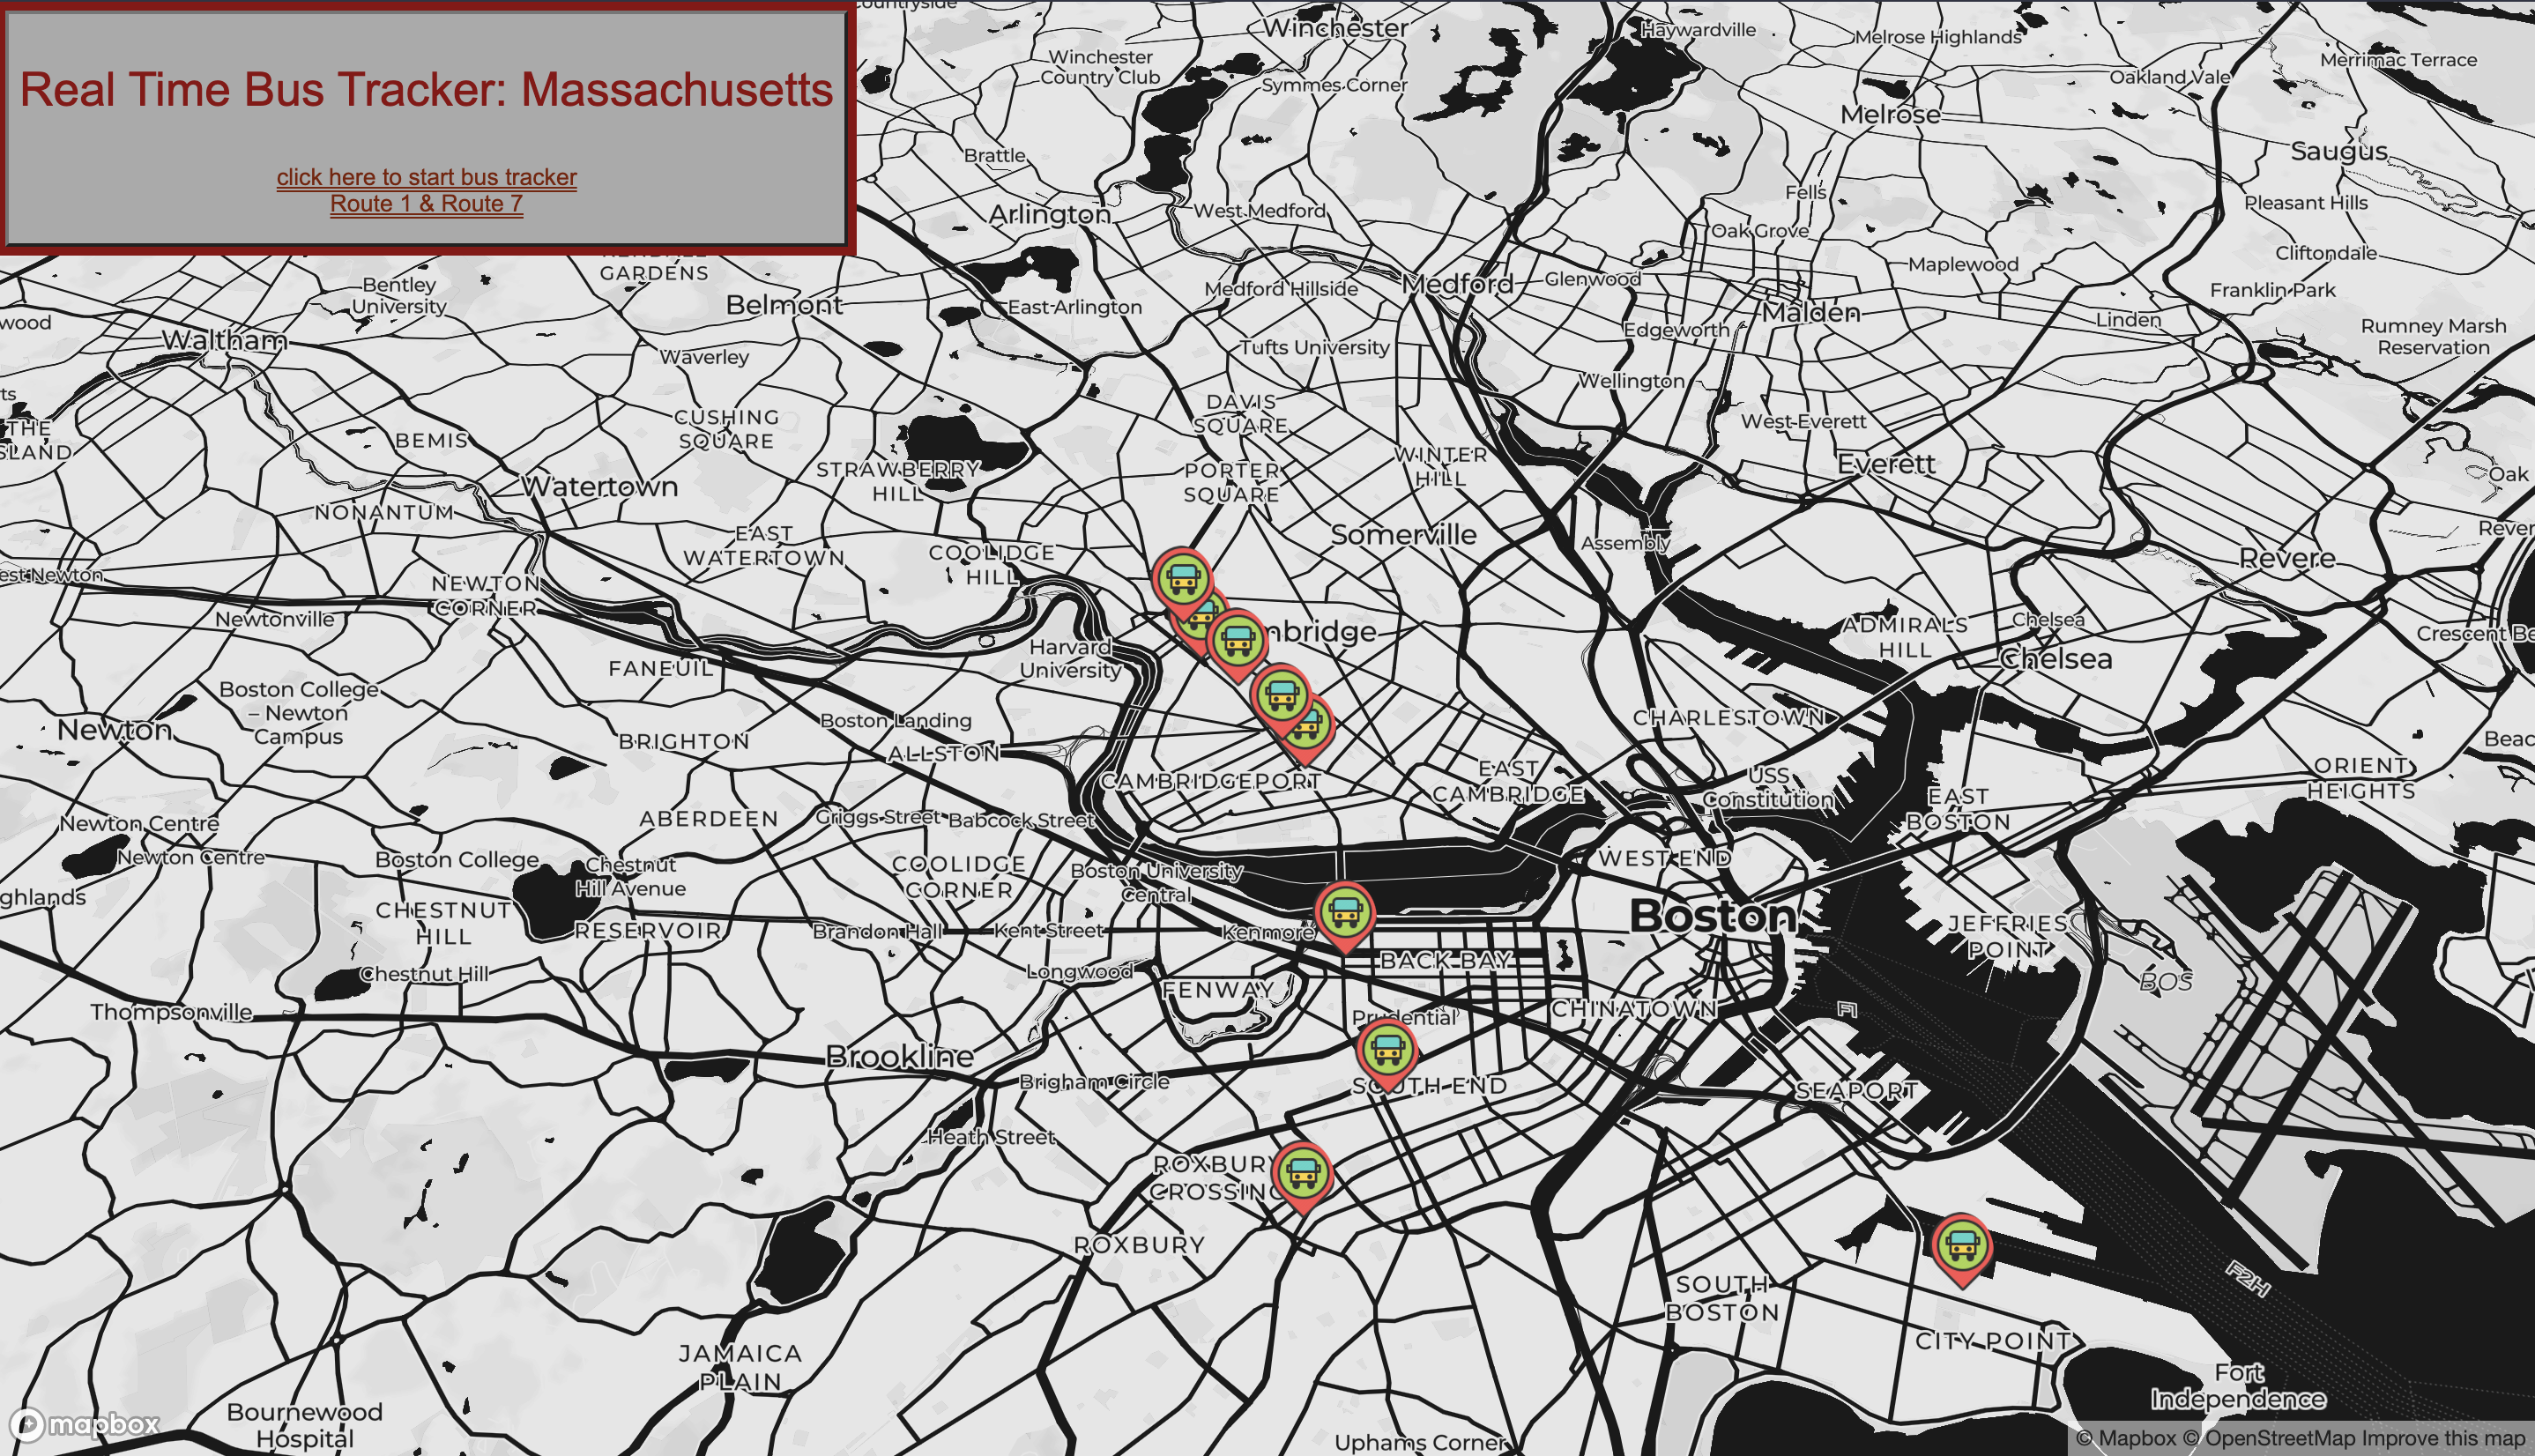 Real Time Bus Tracker: Massachusetts
click here to start bus tracker
Route 1 & Route 7
Winchester
Haywardville
Melrose Highlands
Merrimac Terrace
Winchester
Country Club
Symmes Corner
Oakland Vale
Melrose
Brattle
Saugus
Fells
Arlington
West Medford
Pleasant Hills
Oak Grove
Cliftondale
GARDENS
Bentley
University
Belmont
East Arlington
Medford Hillside
Medford
Glenwood
Maplewood
Franklin Park
wood
Malden
Linden
Waltham
Waverley
Tufts University
Edgeworth
Rumney Marsh
Reservation
Wellington
THE
SLAND
BEMIS
CUSHING
SQUARE
DAVIS
SQUARE
West Everett
STRAWBERRY
HILL
PORTER
SQUARE
WINTER
HILL
Everett
Oak
Watertown
NONANTUM
EAST
WATERTOWN
COOLIDGE
HILL
Somerville
Assembly
Rever
Revere
est Newton
NEWTON
CORNER
Newtonville
Harvard
University
mbridge
ADMIRALS
HILL
Chelsea
Chelsea
Crescent Be
FANEUIL
Boston College
– Newton
Campus
Newton
BRIGHTON
Boston Landing
ALLSTON
CHARLESTOWN
Beac
CAMBRIDGEPORT
EAST
CAMBRIDGE
USS
Constitution
ORIENT
HEIGHTS
EAST
BOSTON
Newton Centre
Newton Centre
ABERDEEN
Griggs Street
Babcock Street
Boston College
Chestnut
Hill Avenue
COOLIDGE
CORNER
Boston University
Central
WEST END
ghlands
CHESTNUT
HILL
RESERVOIR
Brandon Hall
Kent Street
Kenmore
Boston
JEFFRIES
POINT
Chestnut Hill
Longwood
FENWAY
BACK BAY
BOS
Thompsonville
Prudential
CHINATOWN
F1
Brookline
Brigham Circle
SOUTH END
SEAPORT
Heath Street
ROXBURY
CROSSING
ROXBURY
SOUTH
BOSTON
F2H
CITY POINT
JAMAICA
PLAIN
Fort
Independence
Bournewood
Hospital
Uphams Corner
mapbox
© Mapbox © OpenStreetMap Improve this map